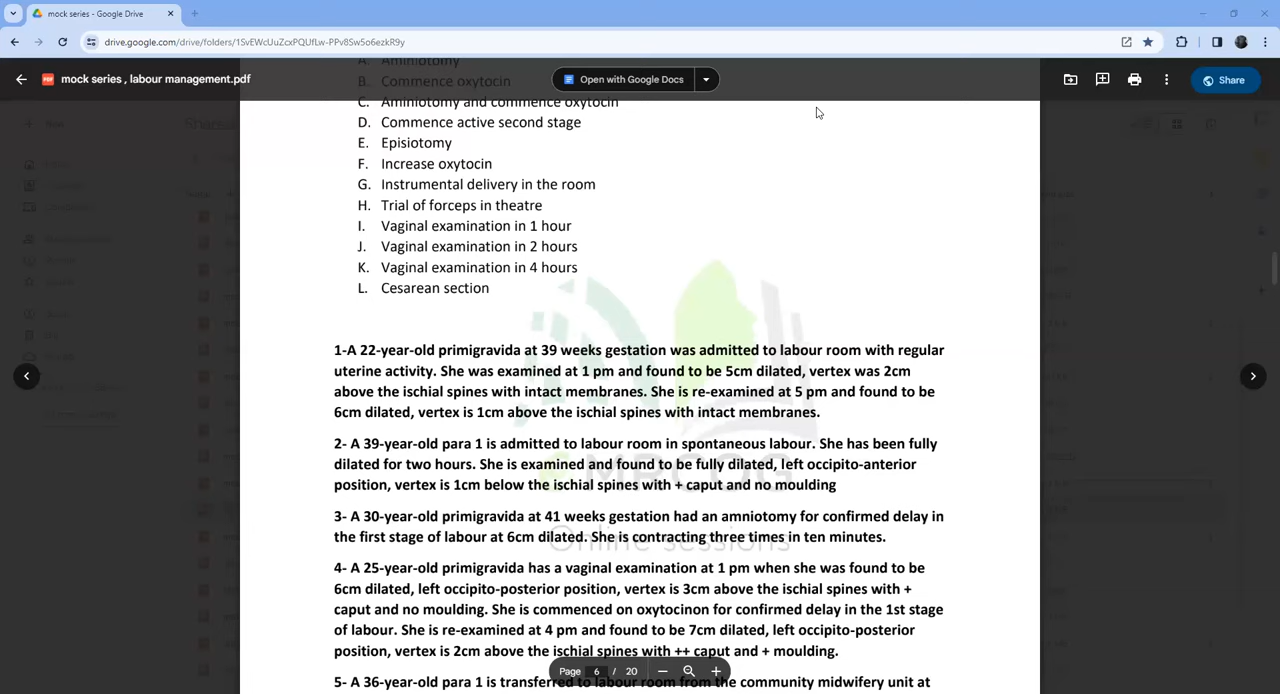 mock series - Google Drive
drive.google.com/drive/folders/1SvEWcUuZcxPQUfLw-PPv8Sw5o6ezkR9y
mock series , labour management.pdf
Open with Google Docs
Share
A. Aminiotomy
B. Commence oxytocin
C. Aminiotomy and commence oxytocin
D. Commence active second stage
E. Episiotomy
F. Increase oxytocin
G. Instrumental delivery in the room
H. Trial of forceps in theatre
I. Vaginal examination in 1 hour
J. Vaginal examination in 2 hours
K. Vaginal examination in 4 hours
L. Cesarean section
1-A 22-year-old primigravida at 39 weeks gestation was admitted to labour room with regular
uterine activity. She was examined at 1 pm and found to be 5cm dilated, vertex was 2cm
above the ischial spines with intact membranes. She is re-examined at 5 pm and found to be
6cm dilated, vertex is 1cm above the ischial spines with intact membranes.
2- A 39-year-old para 1 is admitted to labour room in spontaneous labour. She has been fully
dilated for two hours. She is examined and found to be fully dilated, left occipito-anterior
position, vertex is 1cm below the ischial spines with + caput and no moulding
3- A 30-year-old primigravida at 41 weeks gestation had an amniotomy for confirmed delay in
the first stage of labour at 6cm dilated. She is contracting three times in ten minutes.
Online sessions
4- A 25-year-old primigravida has a vaginal examination at 1 pm when she was found to be
6cm dilated, left occipito-posterior position, vertex is 3cm above the ischial spines with +
caput and no moulding. She is commenced on oxytocinon for confirmed delay in the 1st stage
of labour. She is re-examined at 4 pm and found to be 7cm dilated, left occipito-posterior
position, vertex is 2cm above the ischial spines with ++ caput and + moulding.
Page 6 / 20
5- A 36-year-old para 1 is transferred to labour room from the community midwifery unit at